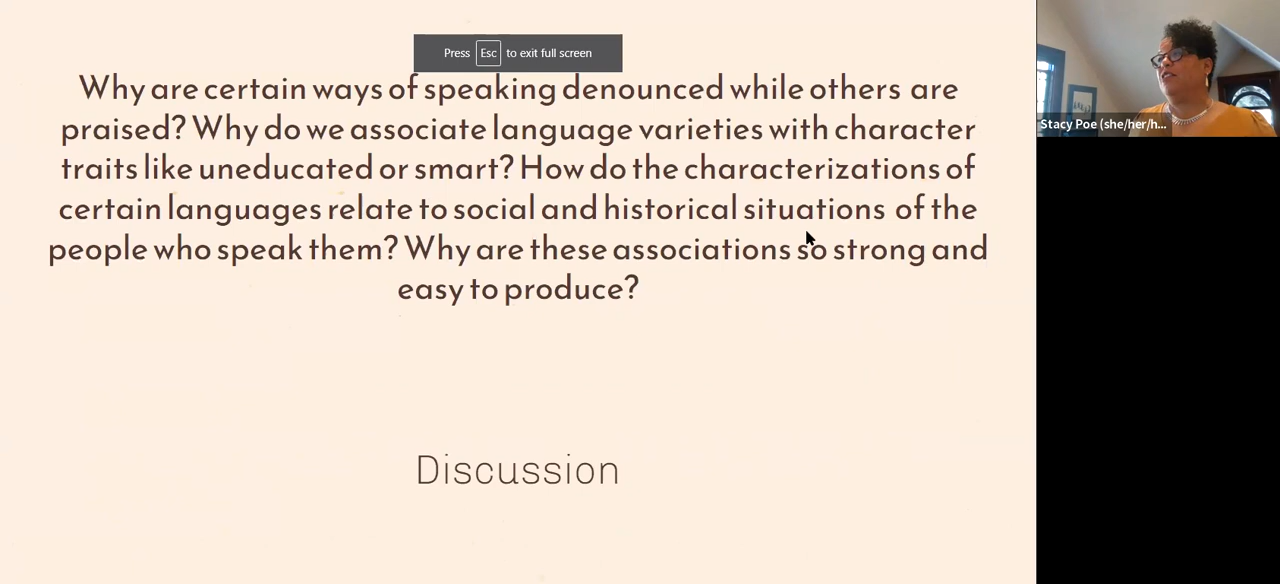 Press Esc to exit full screen
Why are certain ways of speaking denounced while others are
praised? Why do we associate language varieties with character
traits like uneducated or smart? How do the characterizations of
certain languages relate to social and historical situations of the
people who speak them? Why are these associations so strong and
easy to produce?
Discussion
Stacy Poe (she/her/h...